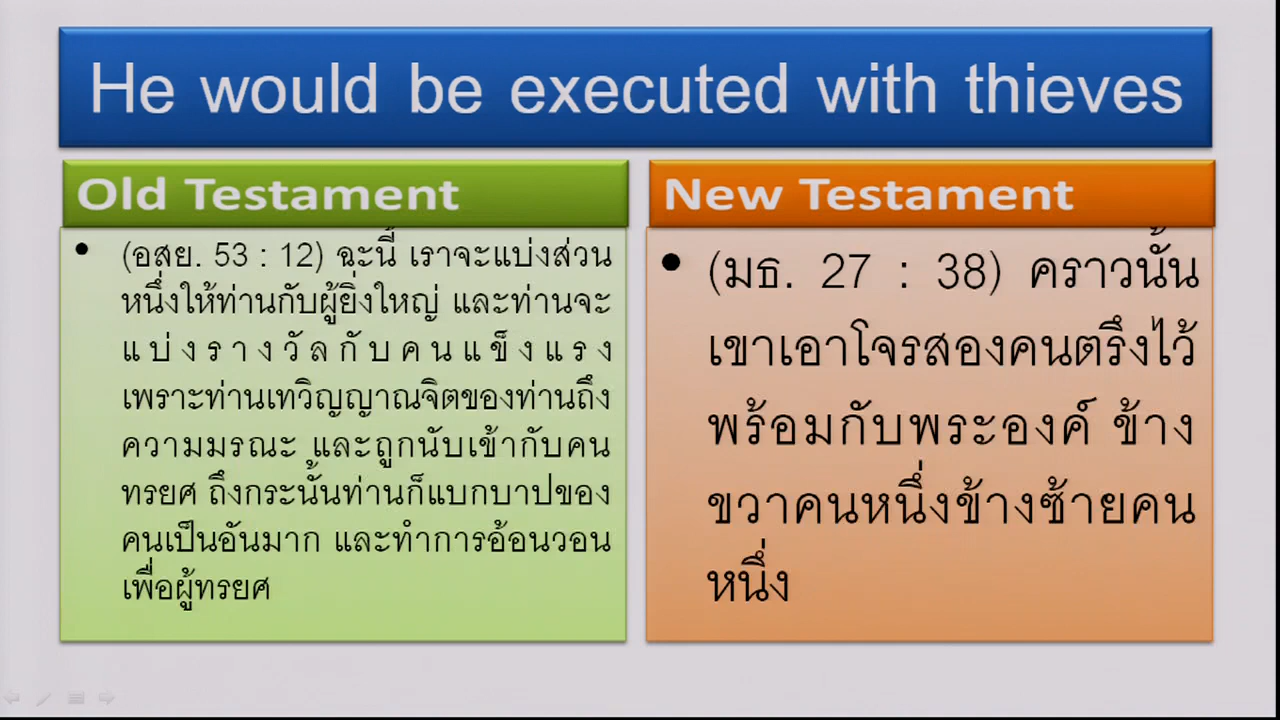 He would be executed with thieves
Old Testament
• (อสย. 53 : 12) ฉะนี้ เราจะแบ่งส่วน
หนึ่งให้ท่านกับผู้ยิ่งใหญ่ และท่านจะ
แบ่งรางวัลกับคนแข็งแรง
เพราะท่านเทวิญญาณจิตของท่านถึง
ความมรณะ และถูกนับเข้ากับคน
ทรยศ ถึงกระนั้นท่านก็แบกบาปของ
คนเป็นอันมาก และทำการอ้อนวอน
เพื่อผู้ทรยศ
New Testament
• (มธ. 27 : 38) คราวนั้น
เขาเอาโจรสองคนตรึงไว้
พร้อมกับพระองค์ ข้าง
ขวาคนหนึ่งข้างซ้ายคน
หนึ่ง